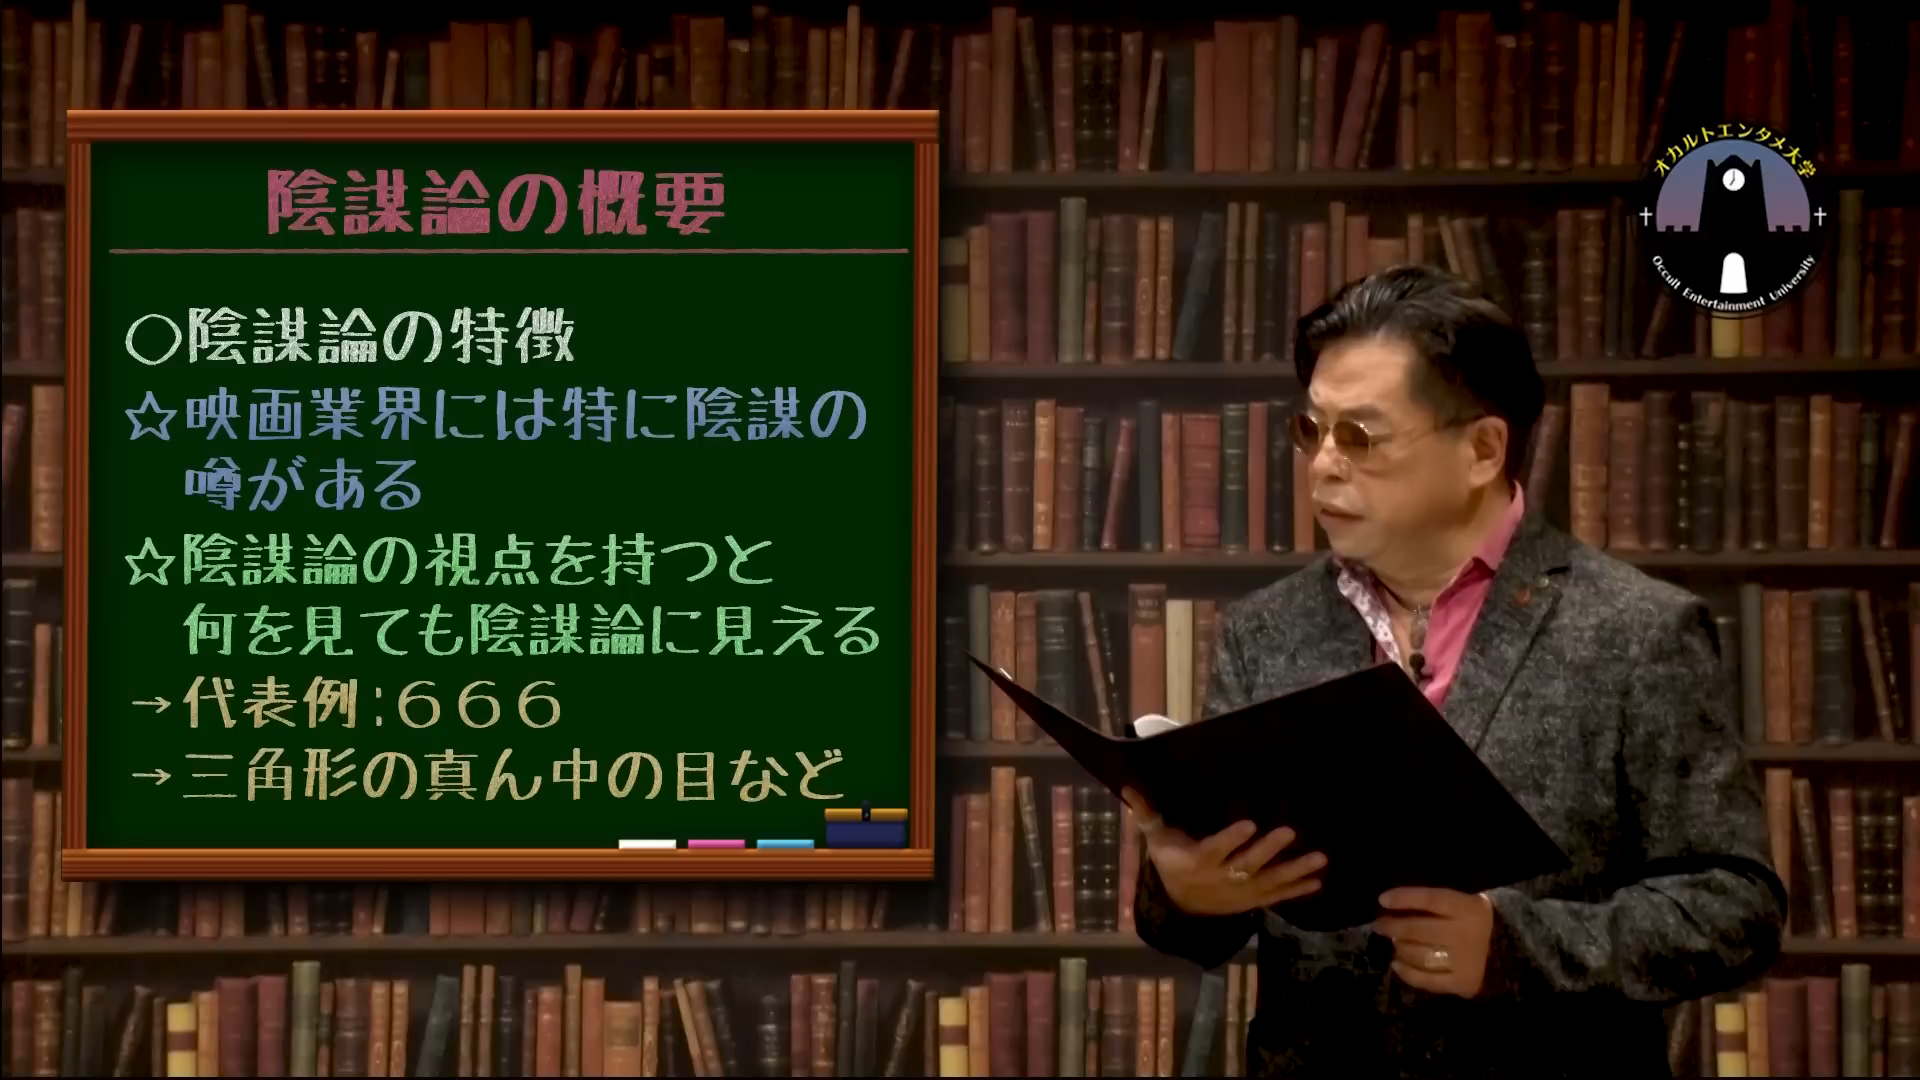 陰謀論の概要
○陰謀論の特徴
☆映画業界には特に陰謀の
噂がある
☆陰謀論の視点を持つと
何を見ても陰謀論に見える
→代表例:666
→三角形の真ん中の目など
オカルトエンタメ大学
Occult Entertainment University